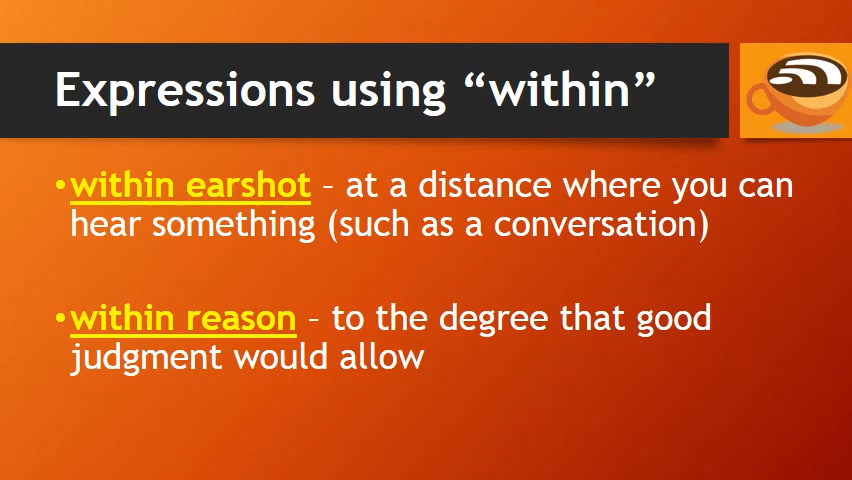 Expressions using “within”
•within earshot – at a distance where you can
hear something (such as a conversation)
•within reason – to the degree that good
judgment would allow